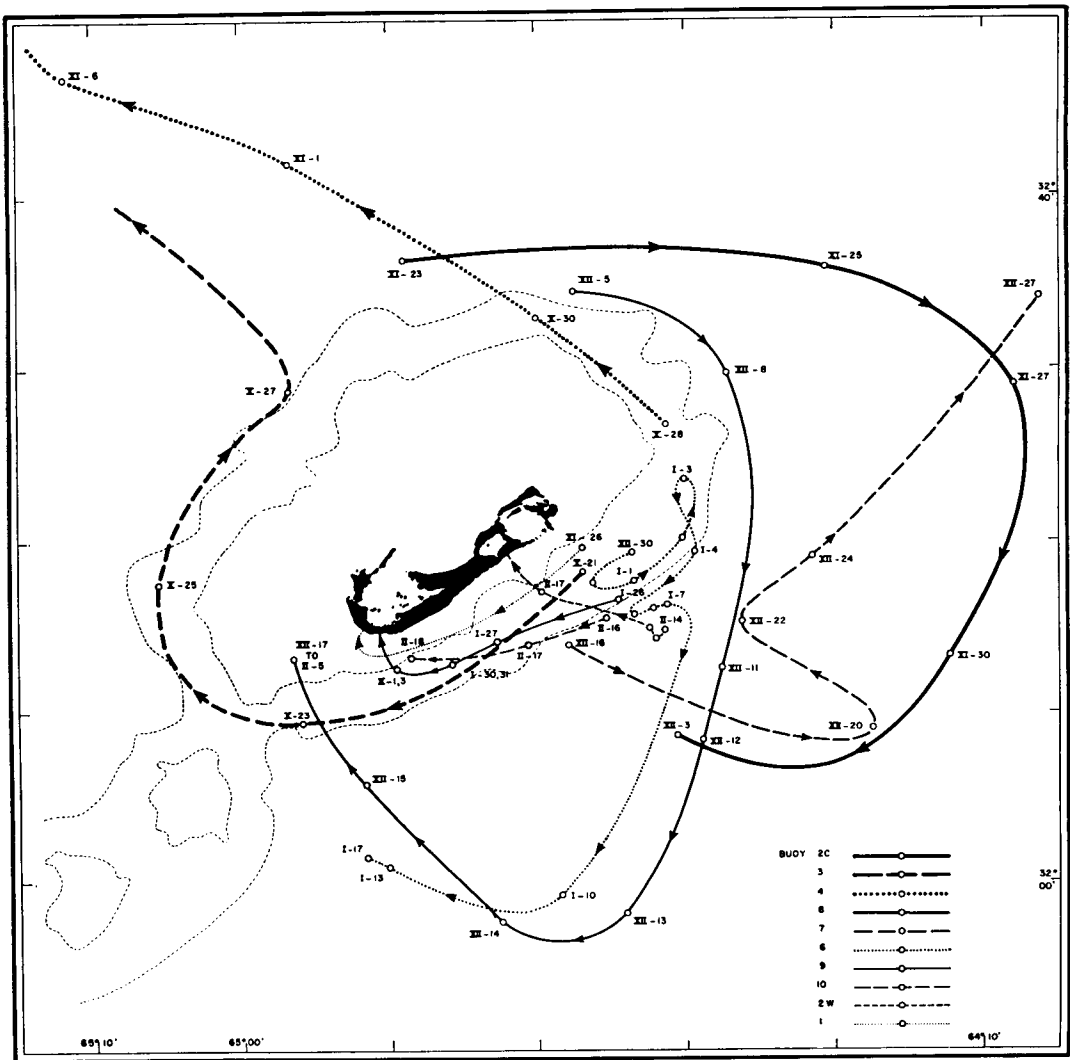 XI-6
XI-1
32°
40'
XI-23
XI-25
XII-5
XII-27
X-30
XII-8
XI-27
X-27
X-28
I-3
XI-26
XII-30
I-4
X-21
I-1
XII-24
X-25
II-17
I-28
I-7
II-14
II-16
XII-22
I-27
II-18
II-17
XII-16
XII-17
TO
II-5
X-1,3
I-30,31
XII-11
XI-30
X-23
XII-3
XII-12
XII-20
XII-15
I-17
I-13
I-10
XII-14
XII-13
BUOY 2C
3
4
6
7
6
9
10
2W
1
32°
00'
65°10'
65°00'
64°10'